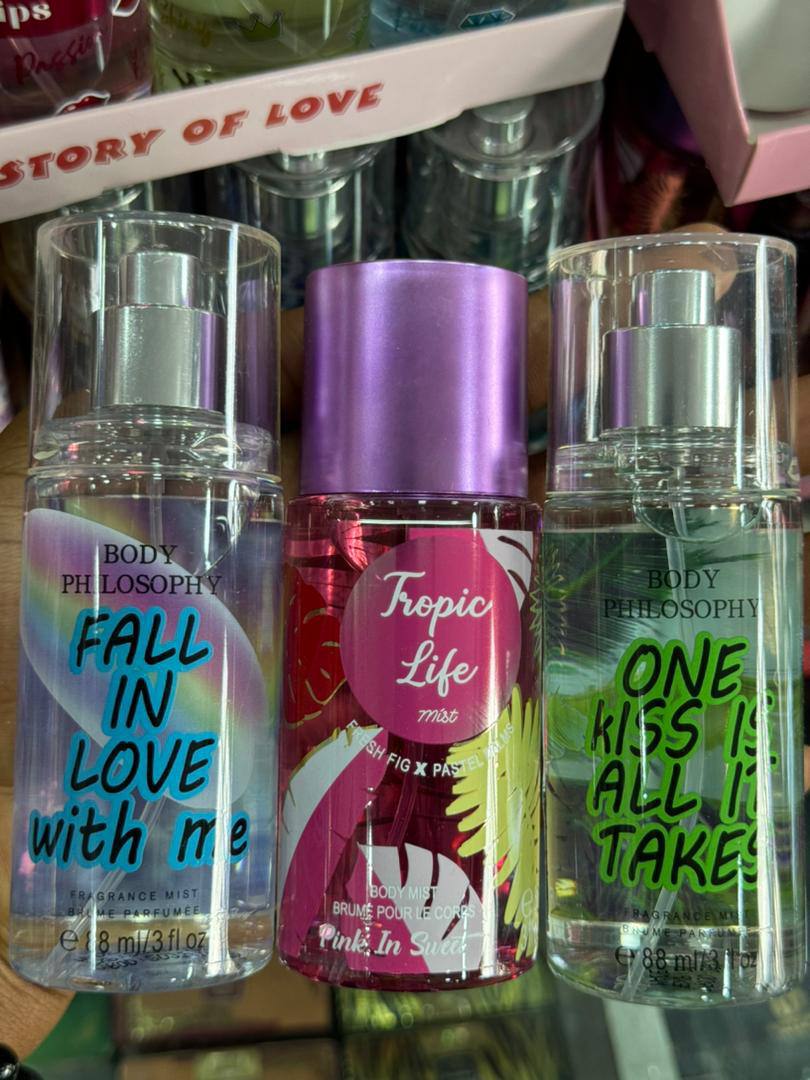 ips
STORY OF LOVE
BODY
PHILOSOPHY
FALL
IN
LOVE
with me
FRAGRANCE MIST
BRUME PARFUMÉE
e 88 ml/3 fl oz
Tropic
Life
mist
FRESH FIG X PASTEL PALMS
BODY MIST
BRUME POUR LE CORPS
Pink In Sweet
BODY
PHILOSOPHY
ONE
kISS IS
ALL IT
TAKES
FRAGRANCE MIST
BRUME PARFUMÉE
e 88 ml/3 fl oz